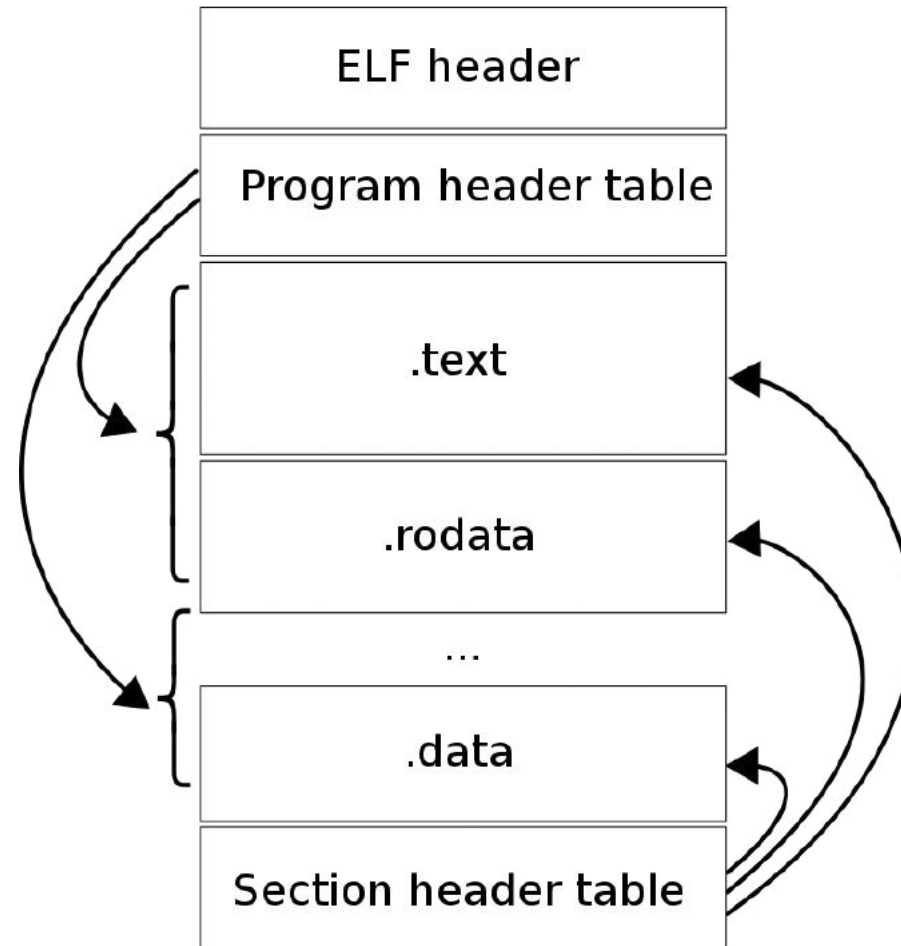 ELF header
Program header table
.text
.rodata
...
.data
Section header table